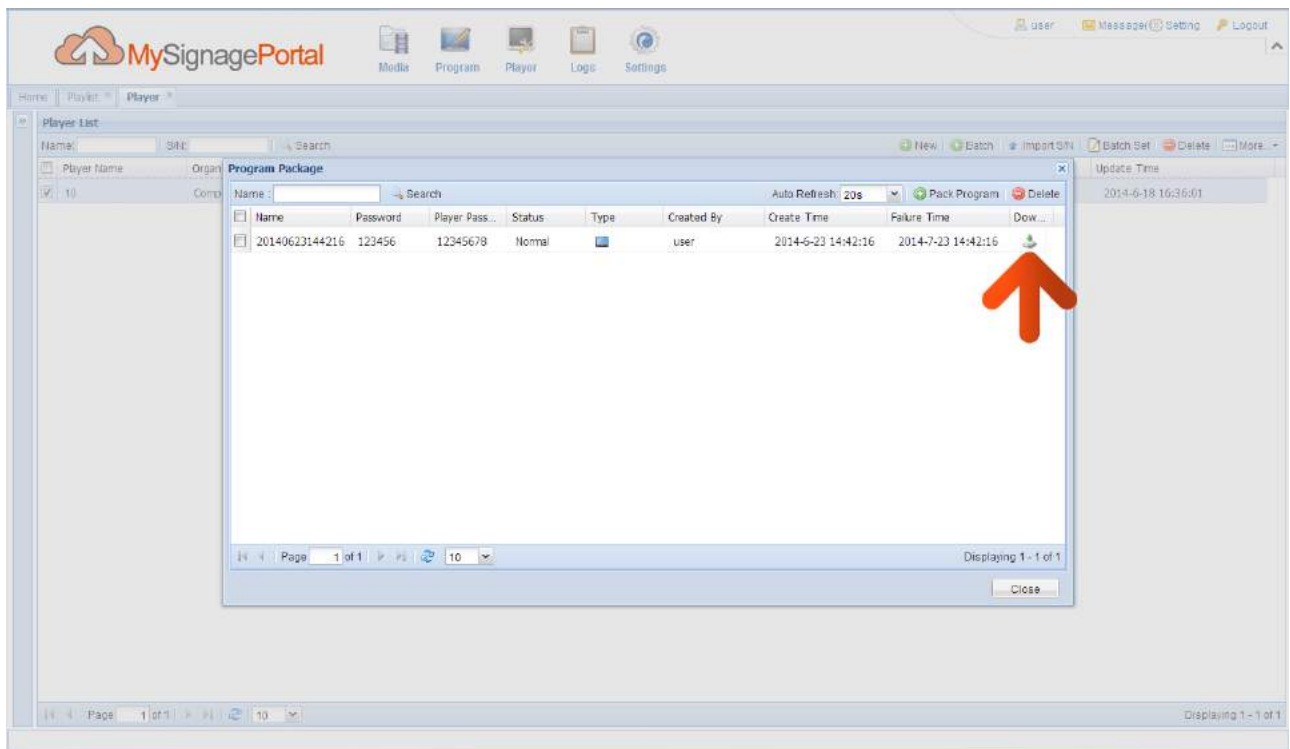 user Message( Setting Logout
MySignagePortal
Media Program Player Logs Settings
Home Playlist Player
Player List
Name: S/N: Search New Batch Import S/N Batch Set Delete More
Player Name Organ Update Time
10 Comp 2014-6-18 16:36:01
Program Package
Name : Search Auto Refresh: 20s Pack Program Delete
Name Password Player Pass... Status Type Created By Create Time Failure Time Dow...
20140623144216 123456 12345678 Normal user 2014-6-23 14:42:16 2014-7-23 14:42:16
Page 1 of 1 10 Displaying 1 - 1 of 1
Close
Page 1 of 1 10 Displaying 1 - 1 of 1